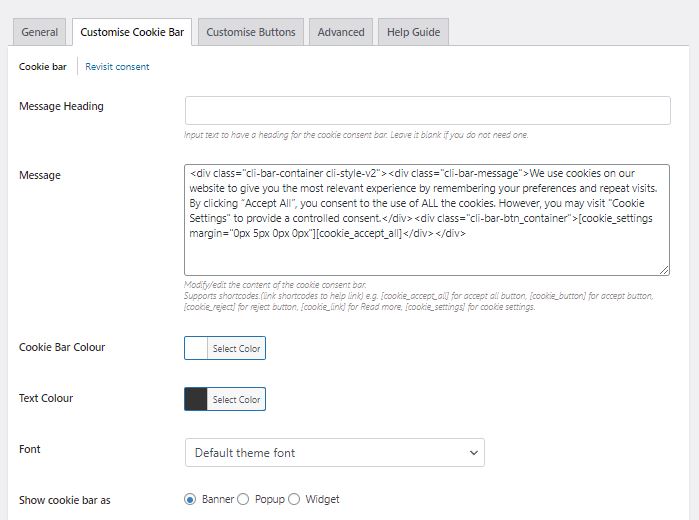 General
Customise Cookie Bar
Customise Buttons
Advanced
Help Guide
Cookie bar
Revisit consent
Message Heading
Input text to have a heading for the cookie consent bar. Leave it blank if you do not need one.
Message
<div class="cli-bar-container cli-style-v2"><div class="cli-bar-message">We use cookies on our
website to give you the most relevant experience by remembering your preferences and repeat visits.
By clicking “Accept All”, you consent to the use of ALL the cookies. However, you may visit "Cookie
Settings" to provide a controlled consent.</div><div class="cli-bar-btn_container">[cookie_settings
margin="0px 5px 0px 0px"][cookie_accept_all]</div></div>
Modify/edit the content of the cookie consent bar.
Supports shortcodes.(link shortcodes to help link) e.g. [cookie_accept_all] for accept all button, [cookie_button] for accept button,
[cookie_reject] for reject button, [cookie_link] for Read more, [cookie_settings] for cookie settings.
Cookie Bar Colour
Select Color
Text Colour
Select Color
Font
Default theme font
Show cookie bar as
Banner
Popup
Widget